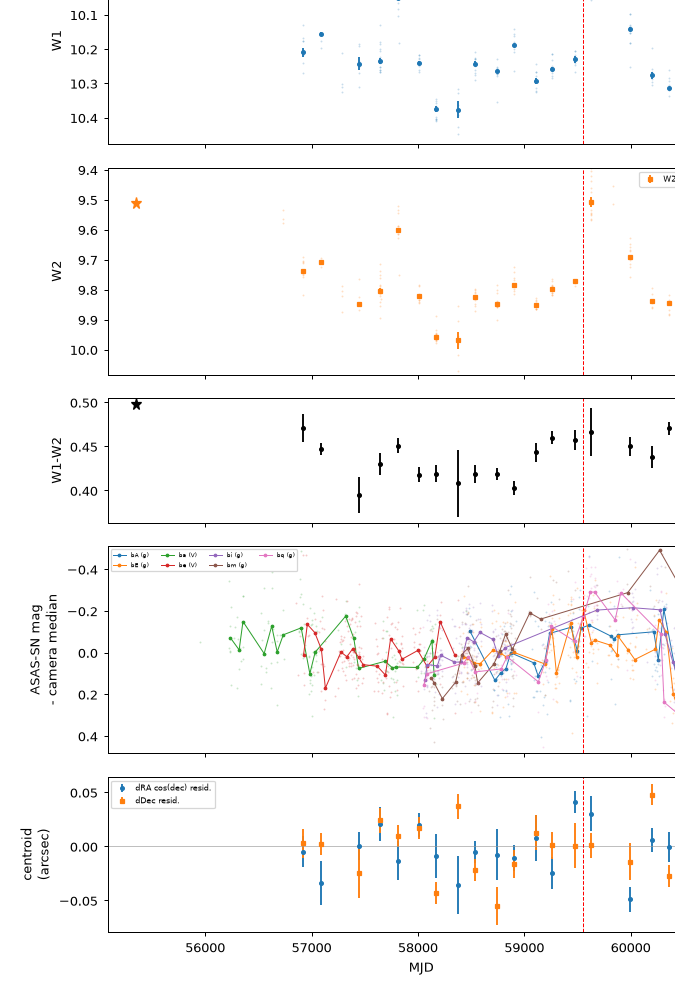 10.1
10.2
10.3
10.4
W1
9.4
9.5
9.6
9.7
9.8
9.9
10.0
W2
W2
0.50
0.45
0.40
W1-W2
bA (g)
bE (g)
ba (V)
be (V)
bi (g)
bm (g)
bq (g)
−0.4
−0.2
0.0
0.2
0.4
ASAS-SN mag
- camera median
dRA cos(dec) resid.
dDec resid.
0.05
0.00
−0.05
centroid
(arcsec)
56000 57000 58000 59000 60000
MJD